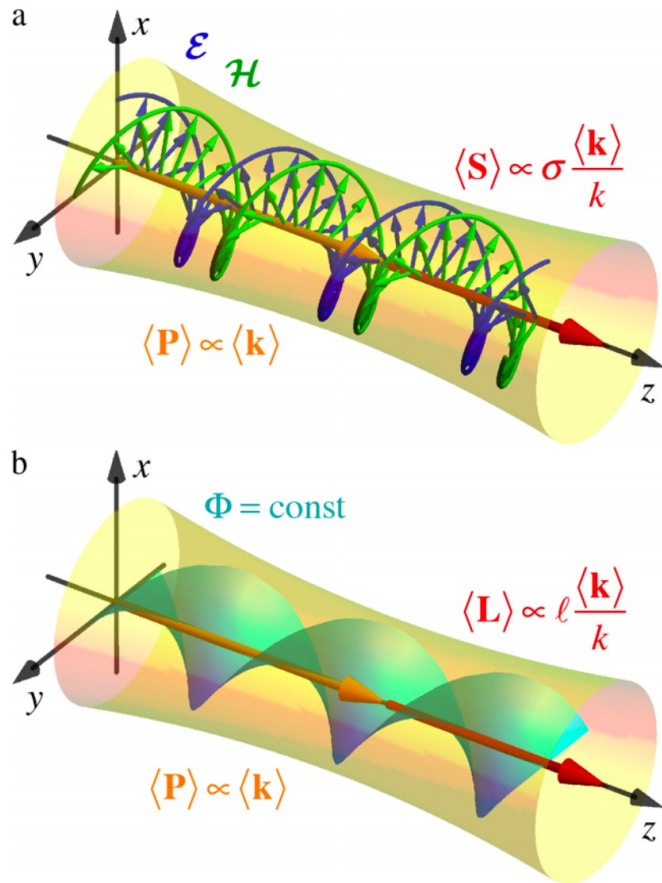 a
x
ℰ
ℋ
⟨S⟩ ∝ σ ⟨k⟩/k
y
⟨P⟩ ∝ ⟨k⟩
z
b
x
Φ = const
⟨L⟩ ∝ ℓ ⟨k⟩/k
y
⟨P⟩ ∝ ⟨k⟩
z